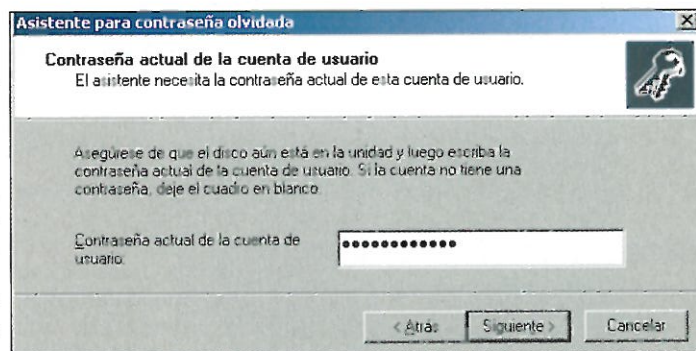 Asistente para contraseña olvidada
Contraseña actual de la cuenta de usuario
El asistente necesita la contraseña actual de esta cuenta de usuario.
Asegúrese de que el disco aún está en la unidad y luego escriba la
contraseña actual de la cuenta de usuario. Si la cuenta no tiene una
contraseña, deje el cuadro en blanco.
Contraseña actual de la cuenta de
usuario:
●●●●●●●●●●●●
< Atrás
Siguiente >
Cancelar